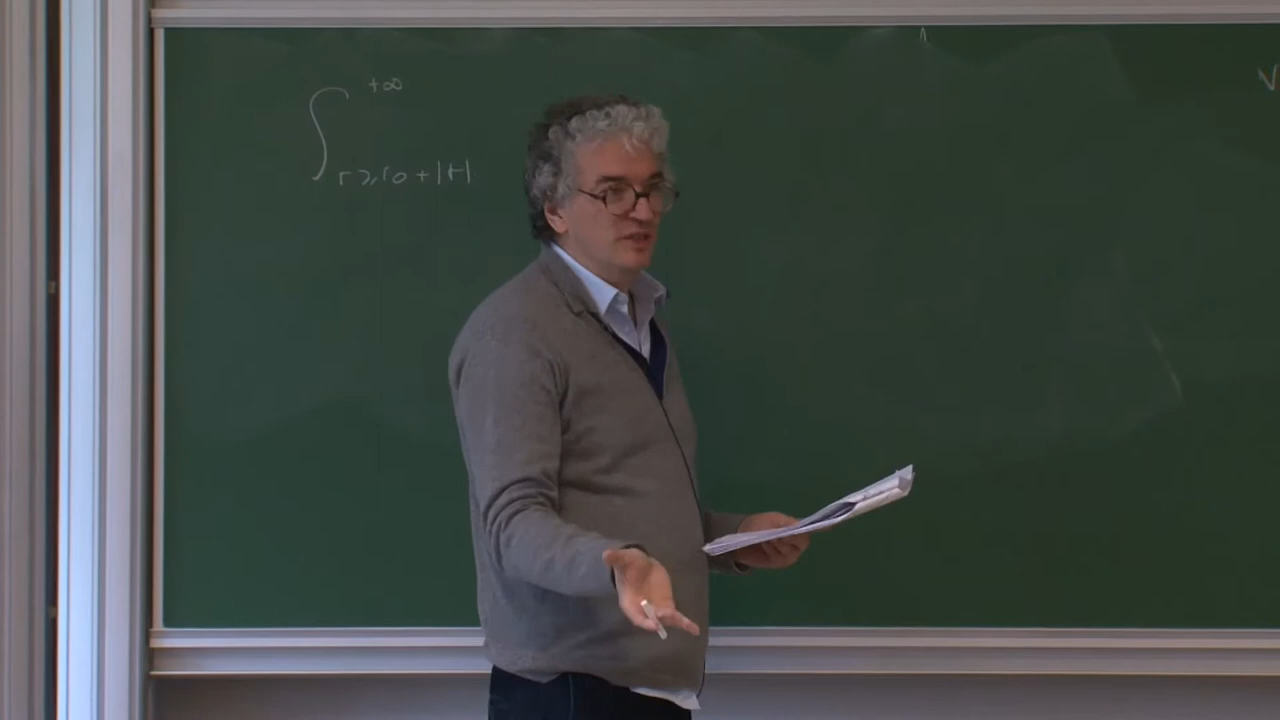 ∫
+∞
r ≥ r0 + |t|
V